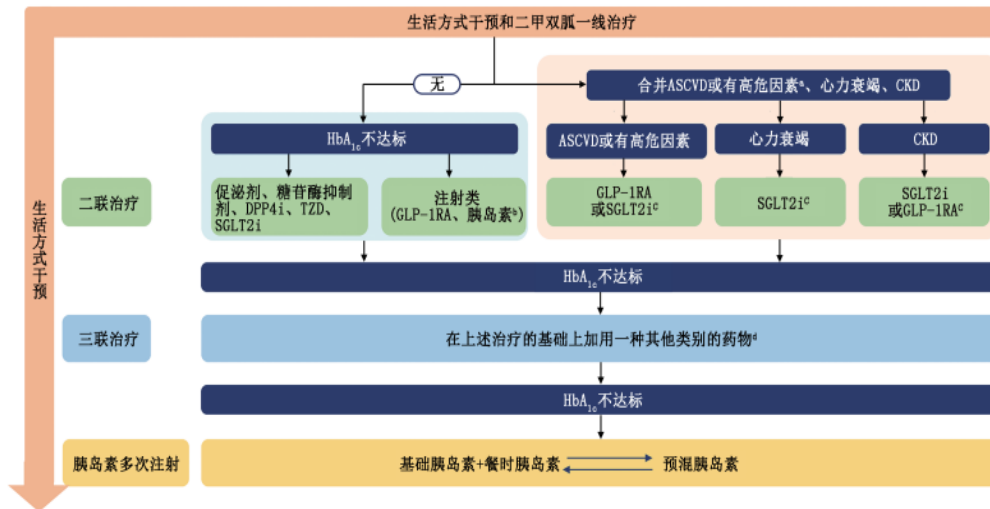 生活方式干预和二甲双胍一线治疗
无
合并ASCVD或有高危因素ᵃ、心力衰竭、CKD
HbA₁c不达标
ASCVD或有高危因素
心力衰竭
CKD
生活方式干预
二联治疗
促泌剂、糖苷酶抑制
剂、DPP4i、TZD、
SGLT2i
注射类
(GLP-1RA、胰岛素ᵇ)
GLP-1RA
或SGLT2iᶜ
SGLT2iᶜ
SGLT2i
或GLP-1RAᶜ
HbA₁c不达标
三联治疗
在上述治疗的基础上加用一种其他类别的药物ᵈ
HbA₁c不达标
胰岛素多次注射
基础胰岛素+餐时胰岛素
预混胰岛素